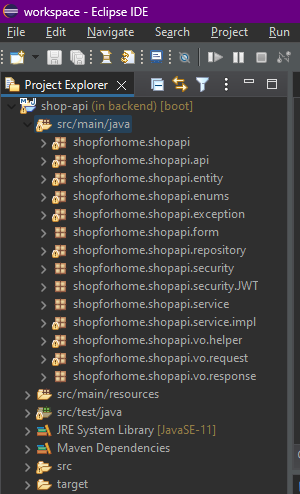 workspace - Eclipse IDE
File Edit Navigate Search Project Run
Project Explorer
shop-api (in backend) [boot]
src/main/java
shopforhome.shopapi
shopforhome.shopapi.api
shopforhome.shopapi.entity
shopforhome.shopapi.enums
shopforhome.shopapi.exception
shopforhome.shopapi.form
shopforhome.shopapi.repository
shopforhome.shopapi.security
shopforhome.shopapi.security.JWT
shopforhome.shopapi.service
shopforhome.shopapi.service.impl
shopforhome.shopapi.vo.helper
shopforhome.shopapi.vo.request
shopforhome.shopapi.vo.response
src/main/resources
src/test/java
JRE System Library [JavaSE-11]
Maven Dependencies
src
target